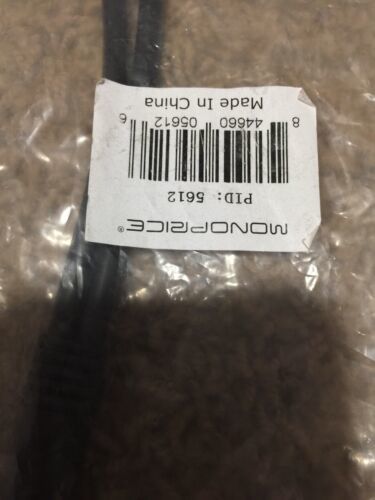 MONOPRICE®
PID: 5612
8 44660 05612 6
Made In China